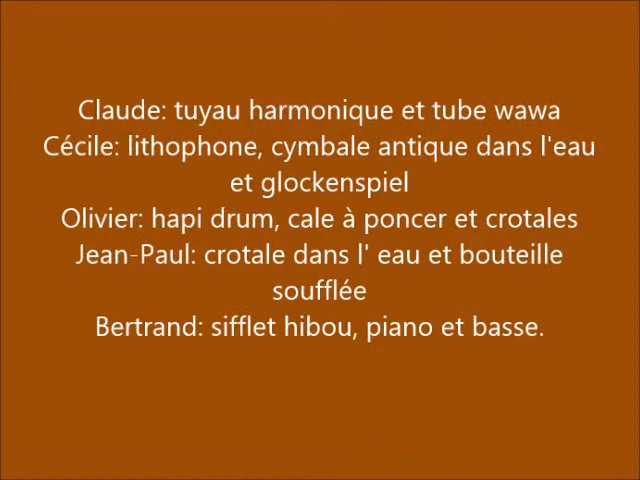 Claude: tuyau harmonique et tube wawa
Cécile: lithophone, cymbale antique dans l'eau
et glockenspiel
Olivier: hapi drum, cale à poncer et crotales
Jean-Paul: crotale dans l' eau et bouteille
soufflée
Bertrand: sifflet hibou, piano et basse.